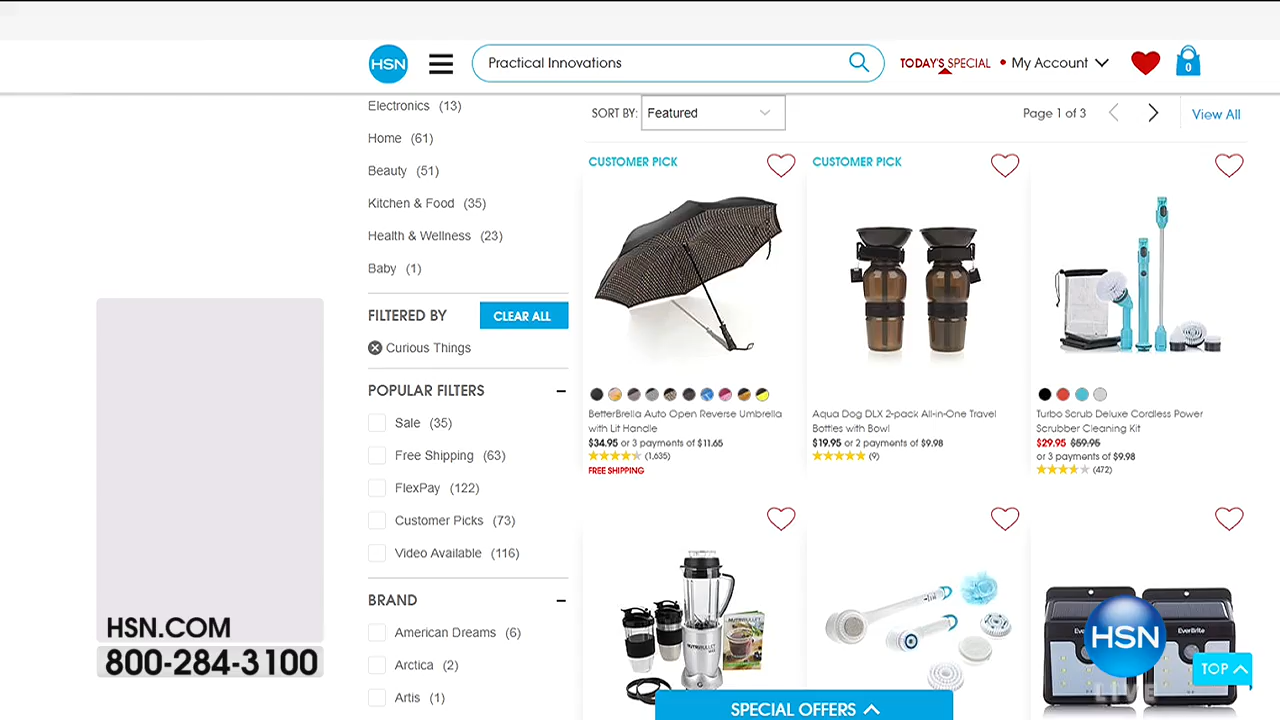 HSN
Practical Innovations
TODAY'S SPECIAL
My Account
0
Electronics (13)
Home (61)
Beauty (51)
Kitchen & Food (35)
Health & Wellness (23)
Baby (1)
FILTERED BY
CLEAR ALL
Curious Things
POPULAR FILTERS
Sale (35)
Free Shipping (63)
FlexPay (122)
Customer Picks (73)
Video Available (116)
BRAND
American Dreams (6)
Arctica (2)
Artis (1)
SORT BY:
Featured
Page 1 of 3
View All
CUSTOMER PICK
BetterBrella Auto Open Reverse Umbrella
with Lit Handle
$34.95 or 3 payments of $11.65
(1,635)
FREE SHIPPING
CUSTOMER PICK
Aqua Dog DLX 2-pack All-in-One Travel
Bottles with Bowl
$19.95 or 2 payments of $9.98
(9)
Turbo Scrub Deluxe Cordless Power
Scrubber Cleaning Kit
$29.95 $59.95
or 3 payments of $9.98
(472)
NUTRIBULLET
EverBrite
HSN
LIVE
TOP
SPECIAL OFFERS
HSN.COM
800-284-3100